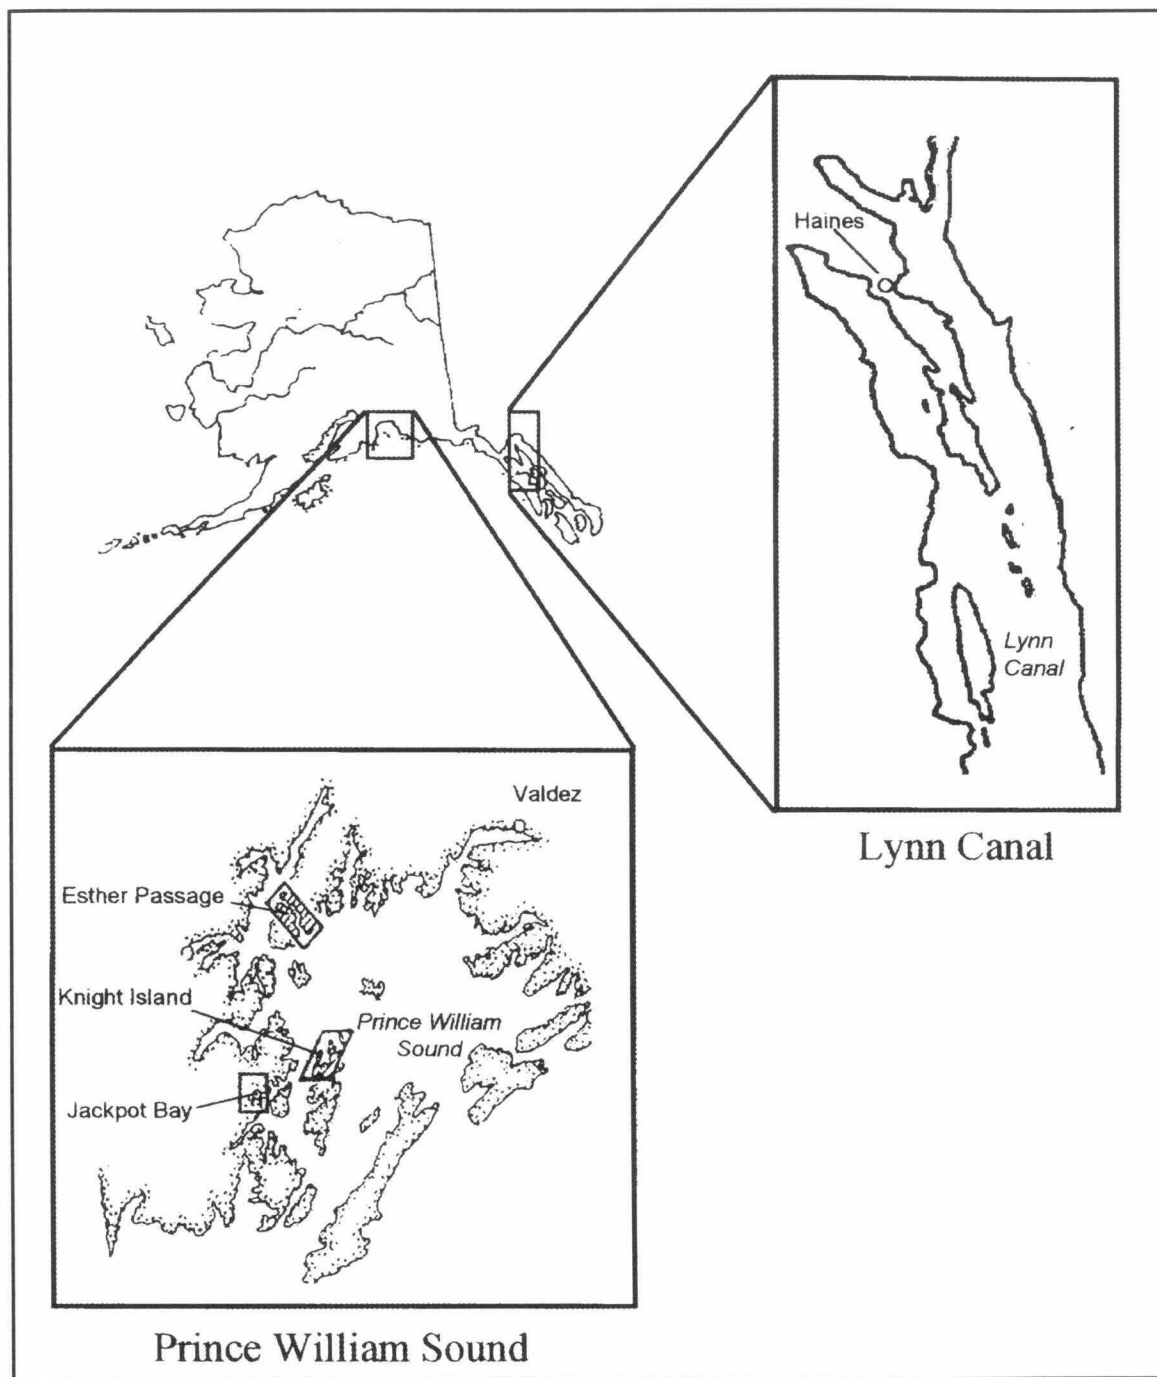 Haines
Lynn
Canal
Lynn Canal
Valdez
Esther Passage
Knight Island
Prince William
Sound
Jackpot Bay
Prince William Sound